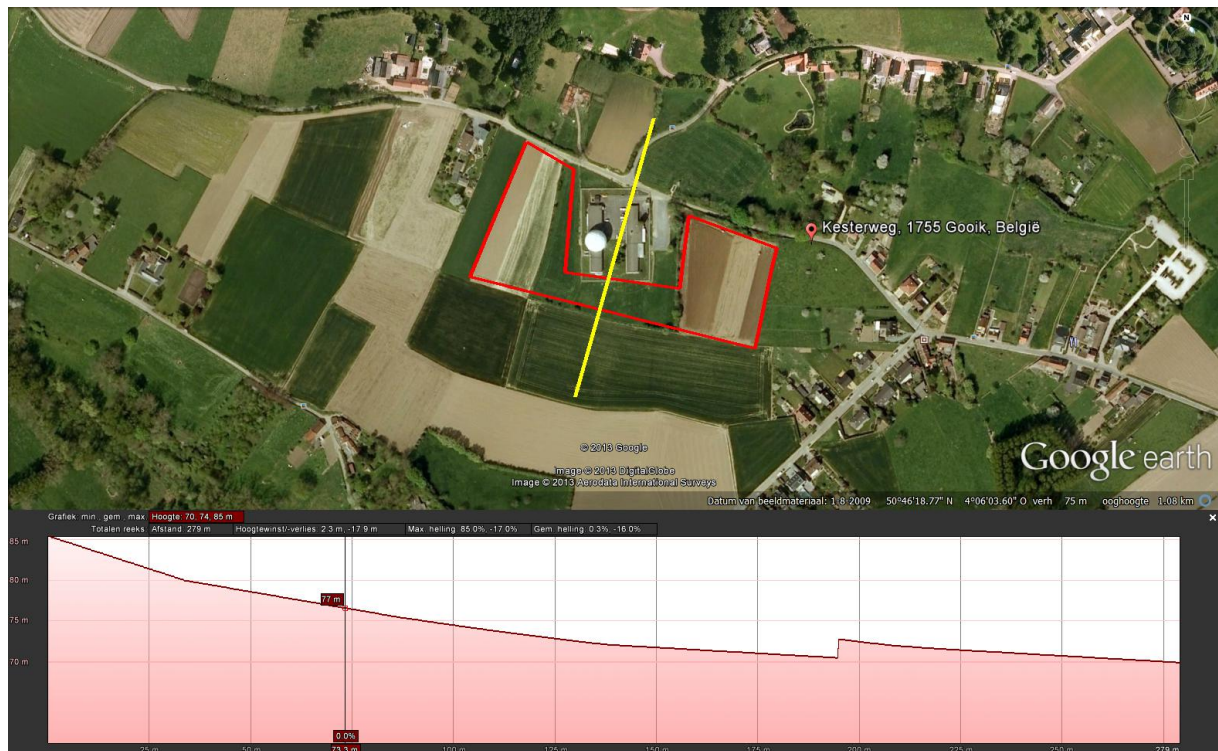 N
Kesterweg, 1755 Gooik, België
© 2013 Google
Image © 2013 DigitalGlobe
Image © 2013 Aerodata International Surveys
Google earth
Datum van beeldmateriaal: 1-8-2009 50°46'18.77" N 4°06'03.60" O verh 75 m ooghoogte 1.08 km
Grafiek: min., gem., max. Hoogte: 70, 74, 85 m
Totalen reeks: Afstand: 279 m Hoogtewinst/-verlies: 2.3 m, -17.9 m Max. helling: 85.0%, -17.0% Gem. helling: 0.3%, -16.0%
85 m
80 m
77 m
75 m
70 m
0.0%
25 m 50 m 73.3 m 100 m 125 m 150 m 175 m 200 m 225 m 250 m 279 m